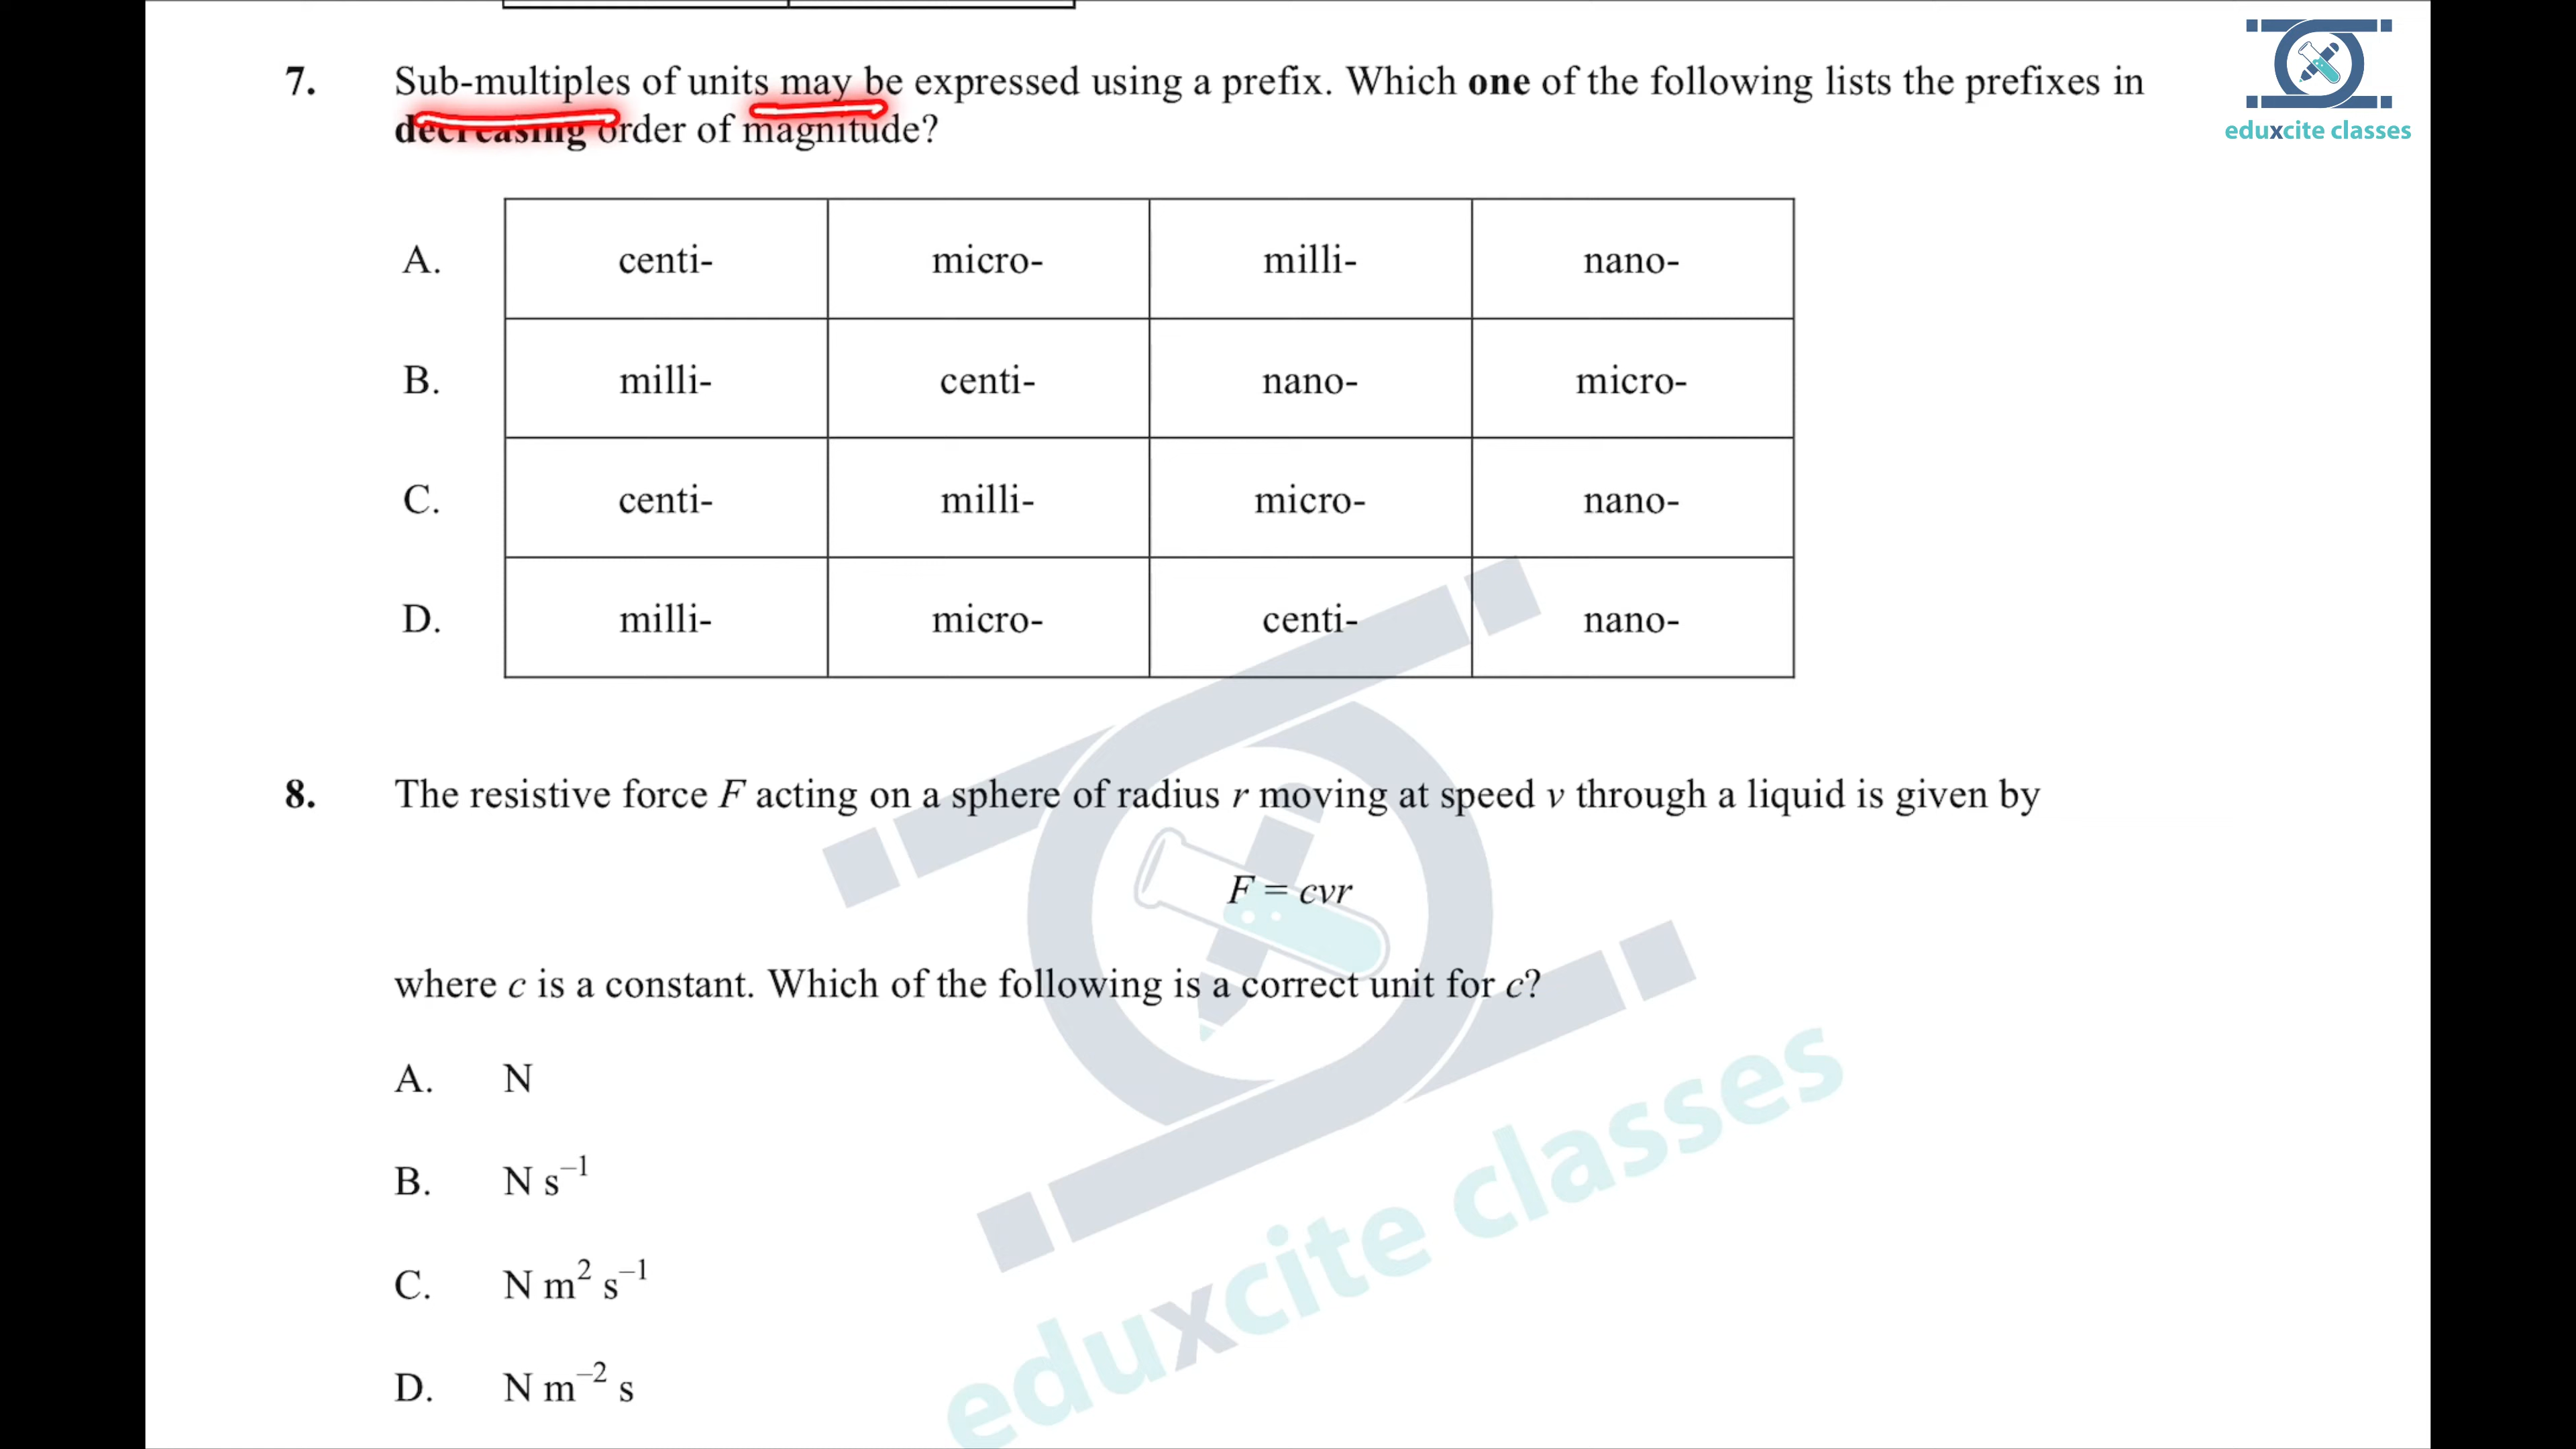 eduxcite classes
7. Sub-multiples of units may be expressed using a prefix. Which one of the following lists the prefixes in
decreasing order of magnitude?
A. centi- micro- milli- nano-
B. milli- centi- nano- micro-
C. centi- milli- micro- nano-
D. milli- micro- centi- nano-
8. The resistive force F acting on a sphere of radius r moving at speed v through a liquid is given by
F = cvr
where c is a constant. Which of the following is a correct unit for c?
A. N
B. N s⁻¹
C. N m² s⁻¹
D. N m⁻² s
eduxcite classes